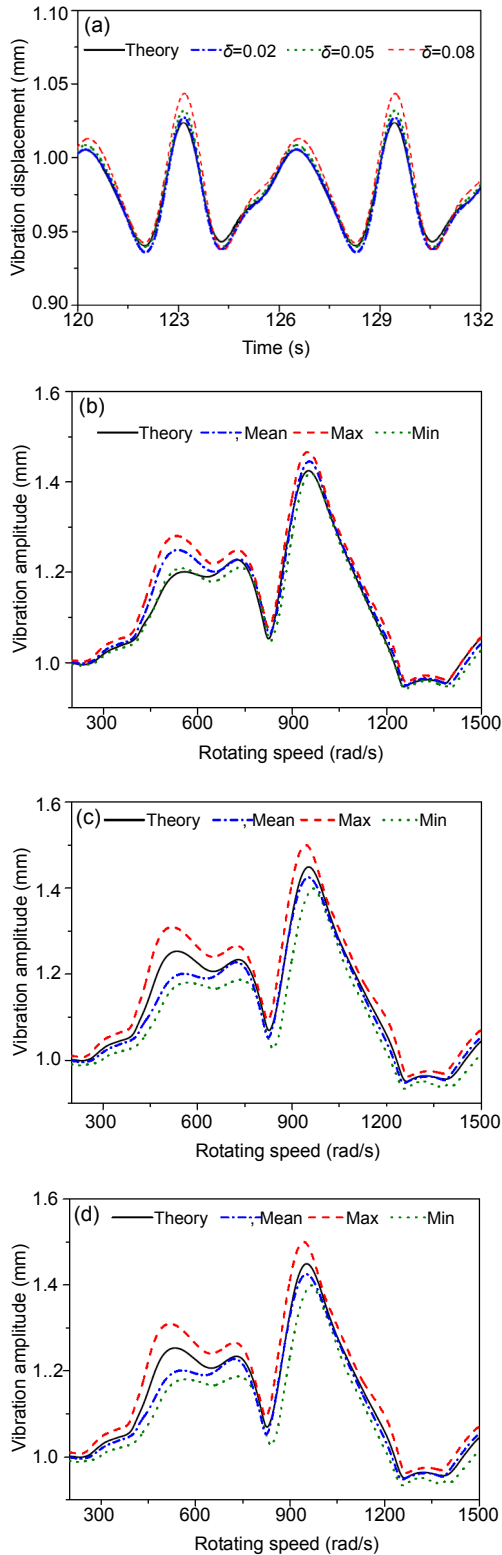 (a)
1.10
Theory δ=0.02 δ=0.05 δ=0.08
1.05
1.00
0.95
0.90
Vibration displacement (mm)
120 123 126 129 132
Time (s)
(b)
1.6
Theory , Mean Max Min
1.4
1.2
1.0
Vibration amplitude (mm)
300 600 900 1200 1500
Rotating speed (rad/s)
(c)
1.6
Theory , Mean Max Min
1.4
1.2
1.0
Vibration amplitude (mm)
300 600 900 1200 1500
Rotating speed (rad/s)
(d)
1.6
Theory , Mean Max Min
1.4
1.2
1.0
Vibration amplitude (mm)
300 600 900 1200 1500
Rotating speed (rad/s)